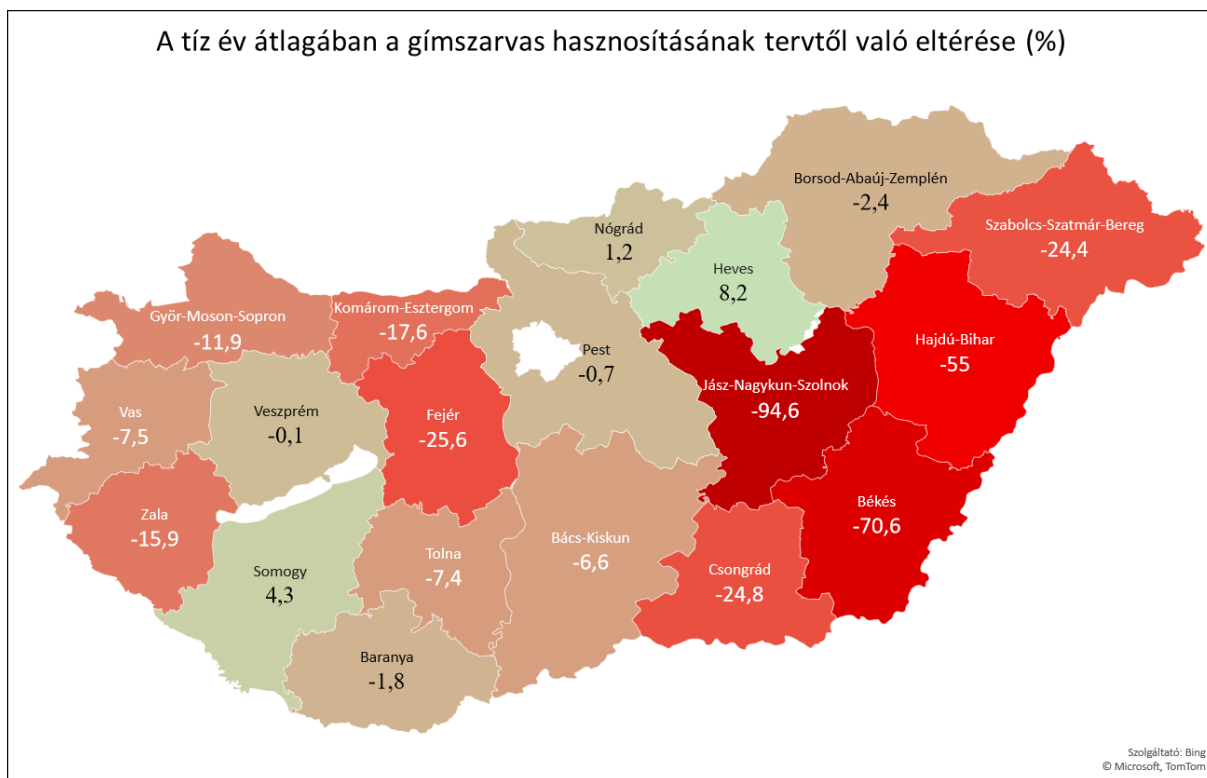 A tíz év átlagában a gímszarvas hasznosításának tervtől való eltérése (%)
Borsod-Abaúj-Zemplén
-2,4
Szabolcs-Szatmár-Bereg
-24,4
Nógrád
1,2
Heves
8,2
Komárom-Esztergom
-17,6
Győr-Moson-Sopron
-11,9
Hajdú-Bihar
-55
Pest
-0,7
Jász-Nagykun-Szolnok
-94,6
Vas
-7,5
Veszprém
-0,1
Fejér
-25,6
Békés
-70,6
Zala
-15,9
Bács-Kiskun
-6,6
Tolna
-7,4
Csongrád
-24,8
Somogy
4,3
Baranya
-1,8
Szolgáltató: Bing
© Microsoft, TomTom